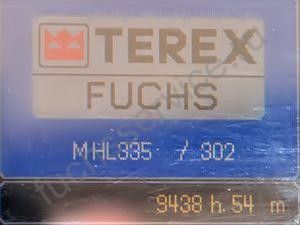 TEREX
FUCHS
MHL335 / 302
9438 h. 54 m